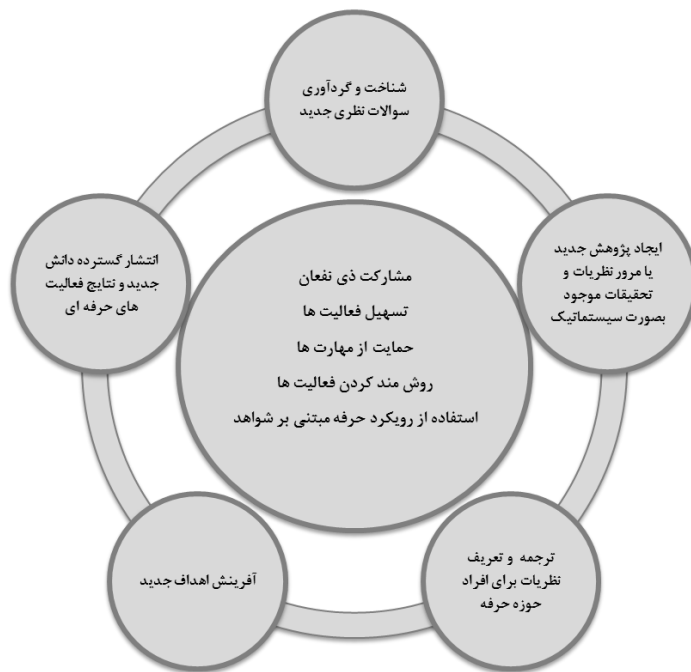 شناخت و گردآوری
سوالات نظری جدید
ایجاد پژوهش جدید
یا مرور نظریات و
تحقیقات موجود
بصورت سیستماتیک
ترجمه و تعریف
نظریات برای افراد
حوزه حرفه
آفرینش اهداف جدید
انتشار گسترده دانش
جدید و نتایج فعالیت
های حرفه ای
مشارکت ذی نفعان
تسهیل فعالیت ها
حمایت از مهارت ها
روش مند کردن فعالیت ها
استفاده از رویکرد حرفه مبتنی بر شواهد